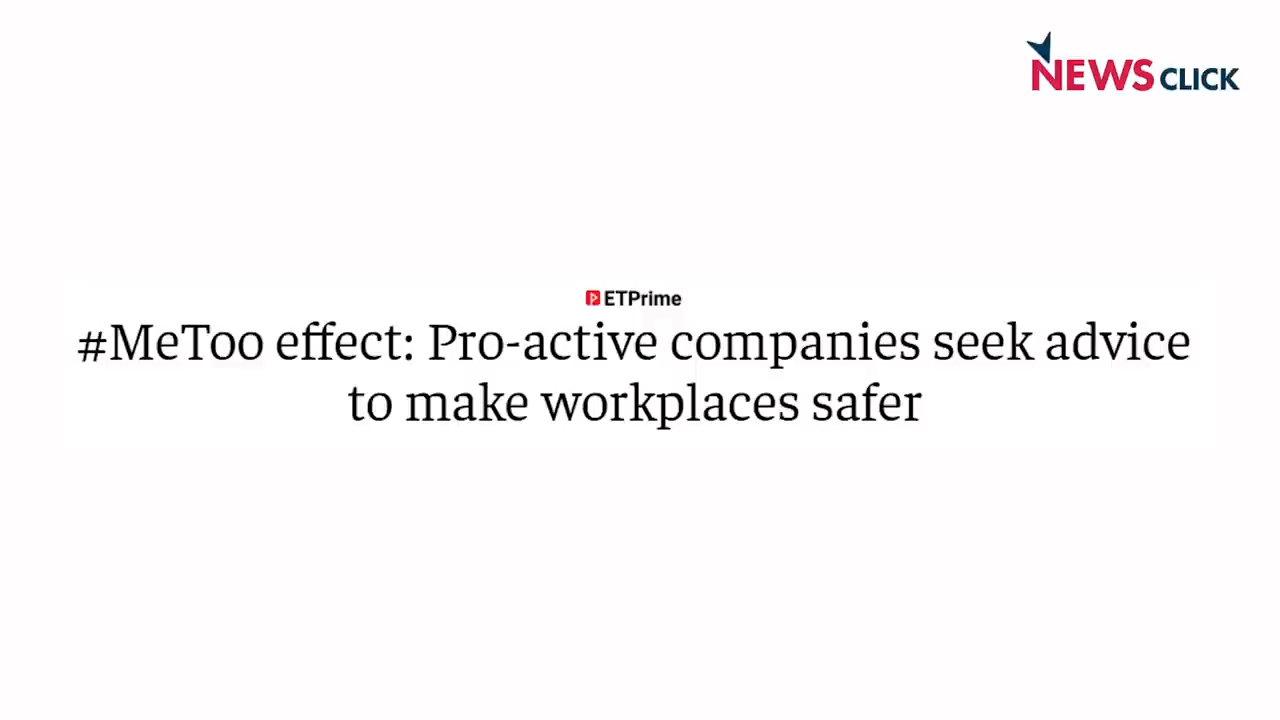 NEWS CLICK
ETPrime
#MeToo effect: Pro-active companies seek advice
to make workplaces safer